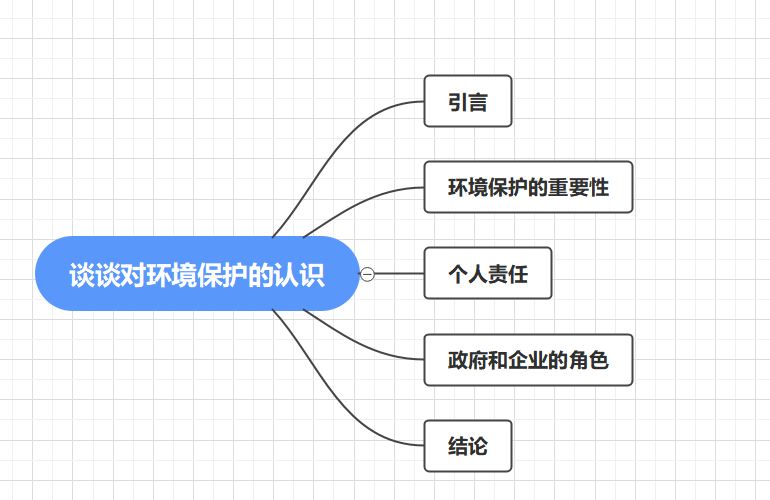 谈谈对环境保护的认识
引言
环境保护的重要性
个人责任
政府和企业的角色
结论